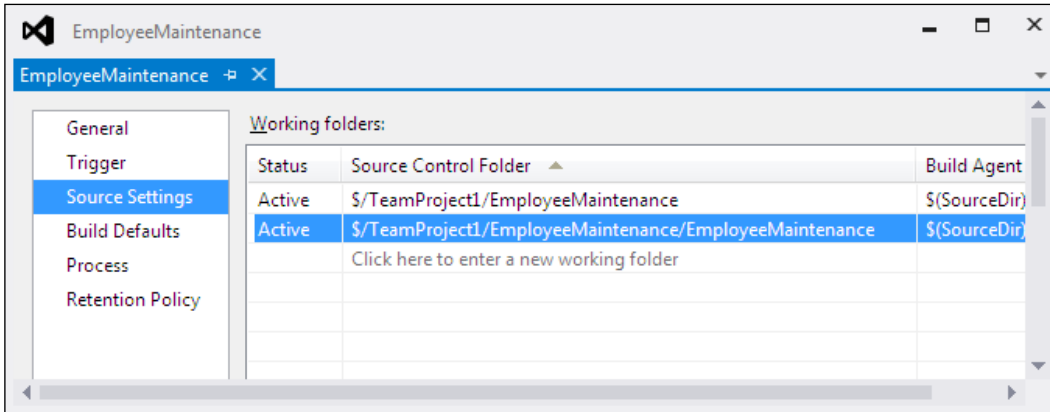 EmployeeMaintenance
EmployeeMaintenance
General
Trigger
Source Settings
Build Defaults
Process
Retention Policy
Working folders:
Status Source Control Folder Build Agent
Active $/TeamProject1/EmployeeMaintenance $(SourceDir)
Active $/TeamProject1/EmployeeMaintenance/EmployeeMaintenance $(SourceDir)
Click here to enter a new working folder